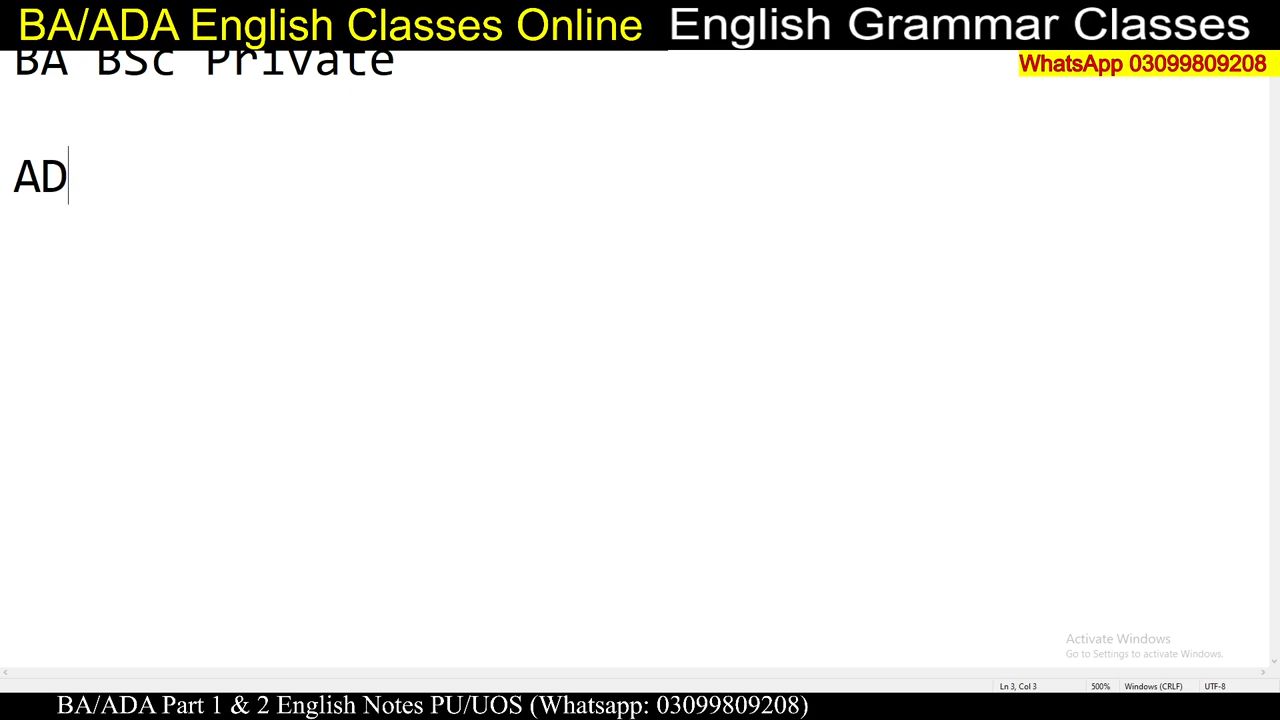 BA/ADA English Classes Online English Grammar Classes
BA BSc Private
WhatsApp 03099809208
AD
Activate Windows
Go to Settings to activate Windows.
Ln 3, Col 3 500% Windows (CRLF) UTF-8
BA/ADA Part 1 & 2 English Notes PU/UOS (Whatsapp: 03099809208)